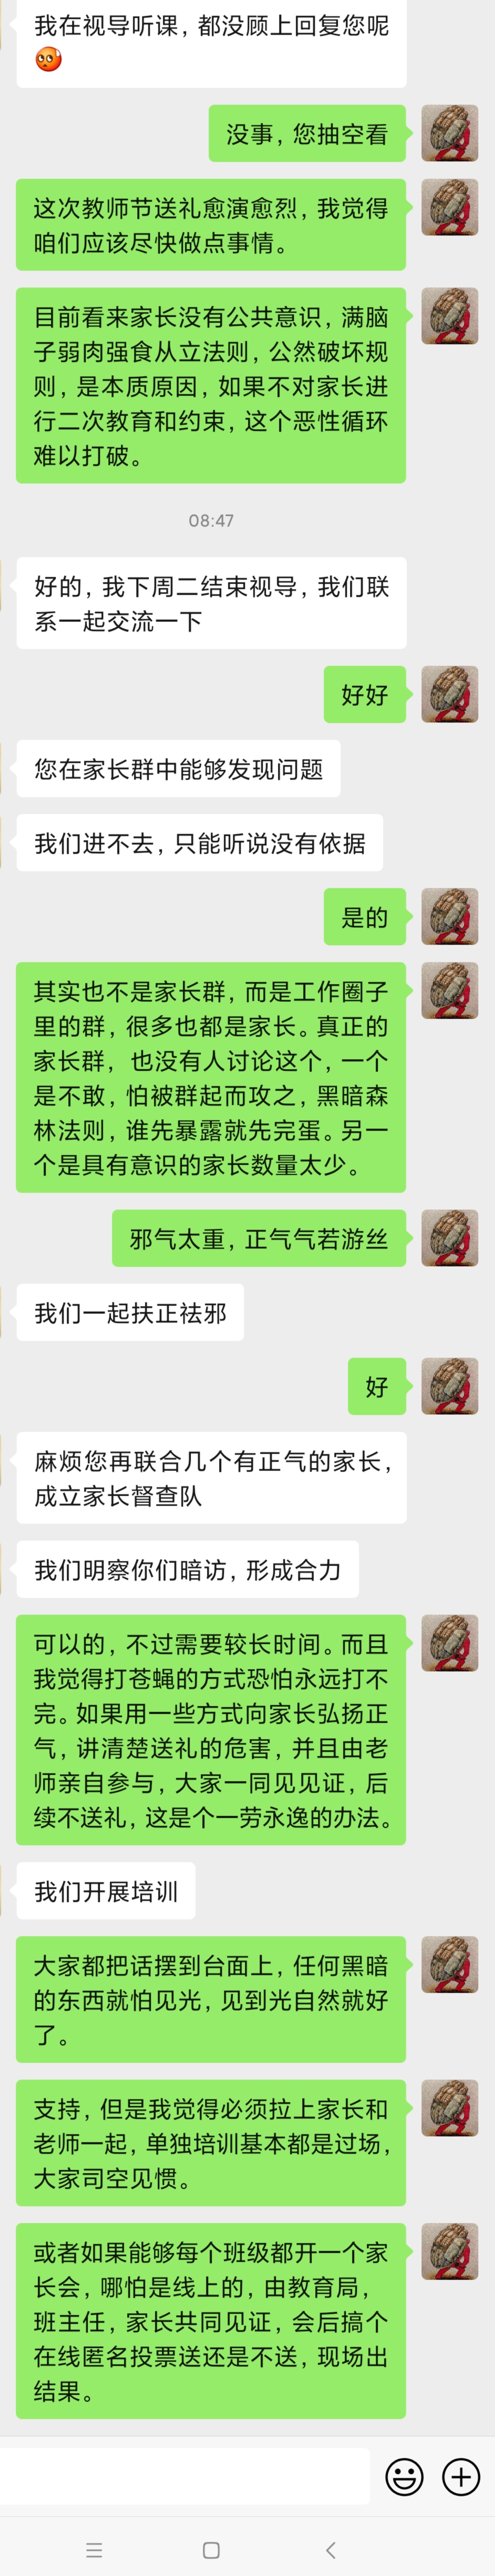 我在视导听课，都没顾上回复您呢
🥺
没事，您抽空看
这次教师节送礼愈演愈烈，我觉得
咱们应该尽快做点事情。
目前看来家长没有公共意识，满脑
子弱肉强食从立法则，公然破坏规
则，是本质原因，如果不对家长进
行二次教育和约束，这个恶性循环
难以打破。
08:47
好的，我下周二结束视导，我们联
系一起交流一下
好好
您在家长群中能够发现问题
我们进不去，只能听说没有依据
是的
其实也不是家长群，而是工作圈子
里的群，很多也都是家长。真正的
家长群， 也没有人讨论这个，一个
是不敢，怕被群起而攻之，黑暗森
林法则，谁先暴露就先完蛋。另一
个是具有意识的家长数量太少。
邪气太重，正气气若游丝
我们一起扶正祛邪
好
麻烦您再联合几个有正气的家长，
成立家长督查队
我们明察你们暗访，形成合力
可以的，不过需要较长时间。而且
我觉得打苍蝇的方式恐怕永远打不
完。如果用一些方式向家长弘扬正
气，讲清楚送礼的危害，并且由老
师亲自参与，大家一同见见证，后
续不送礼，这是个一劳永逸的办法。
我们开展培训
大家都把话摆到台面上，任何黑暗
的东西就怕见光，见到光自然就好
了。
支持，但是我觉得必须拉上家长和
老师一起，单独培训基本都是过场，
大家司空见惯。
或者如果能够每个班级都开一个家
长会，哪怕是线上的，由教育局，
班主任，家长共同见证，会后搞个
在线匿名投票送还是不送，现场出
结果。